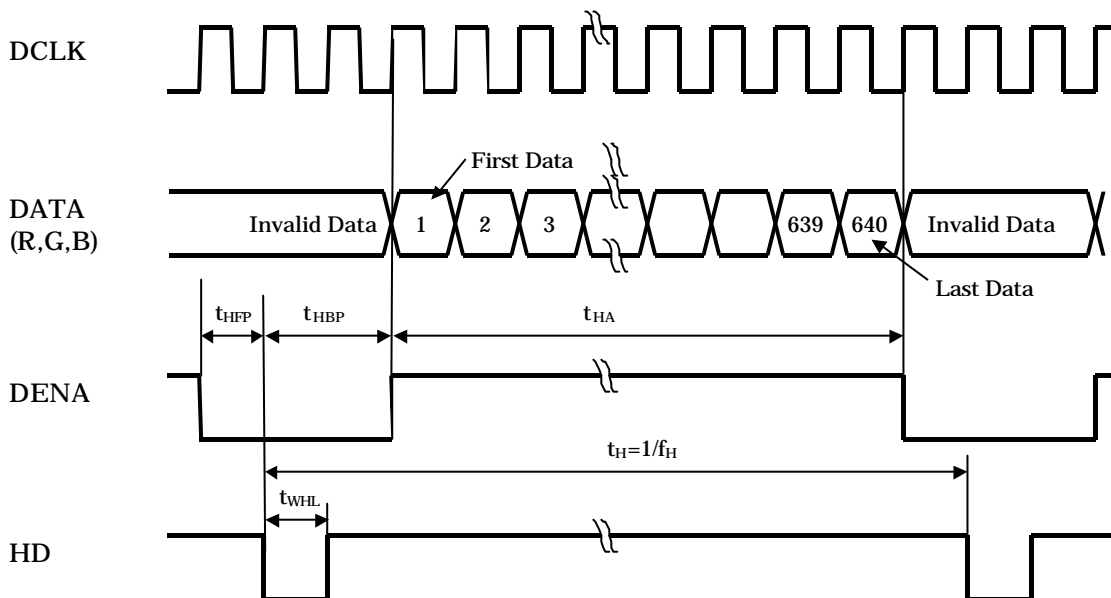 DCLK
First Data
DATA
(R,G,B)
Invalid Data 1 2 3 639 640 Invalid Data
Last Data
tHFP tHBP tHA
DENA
tH=1/fH
tWHL
HD